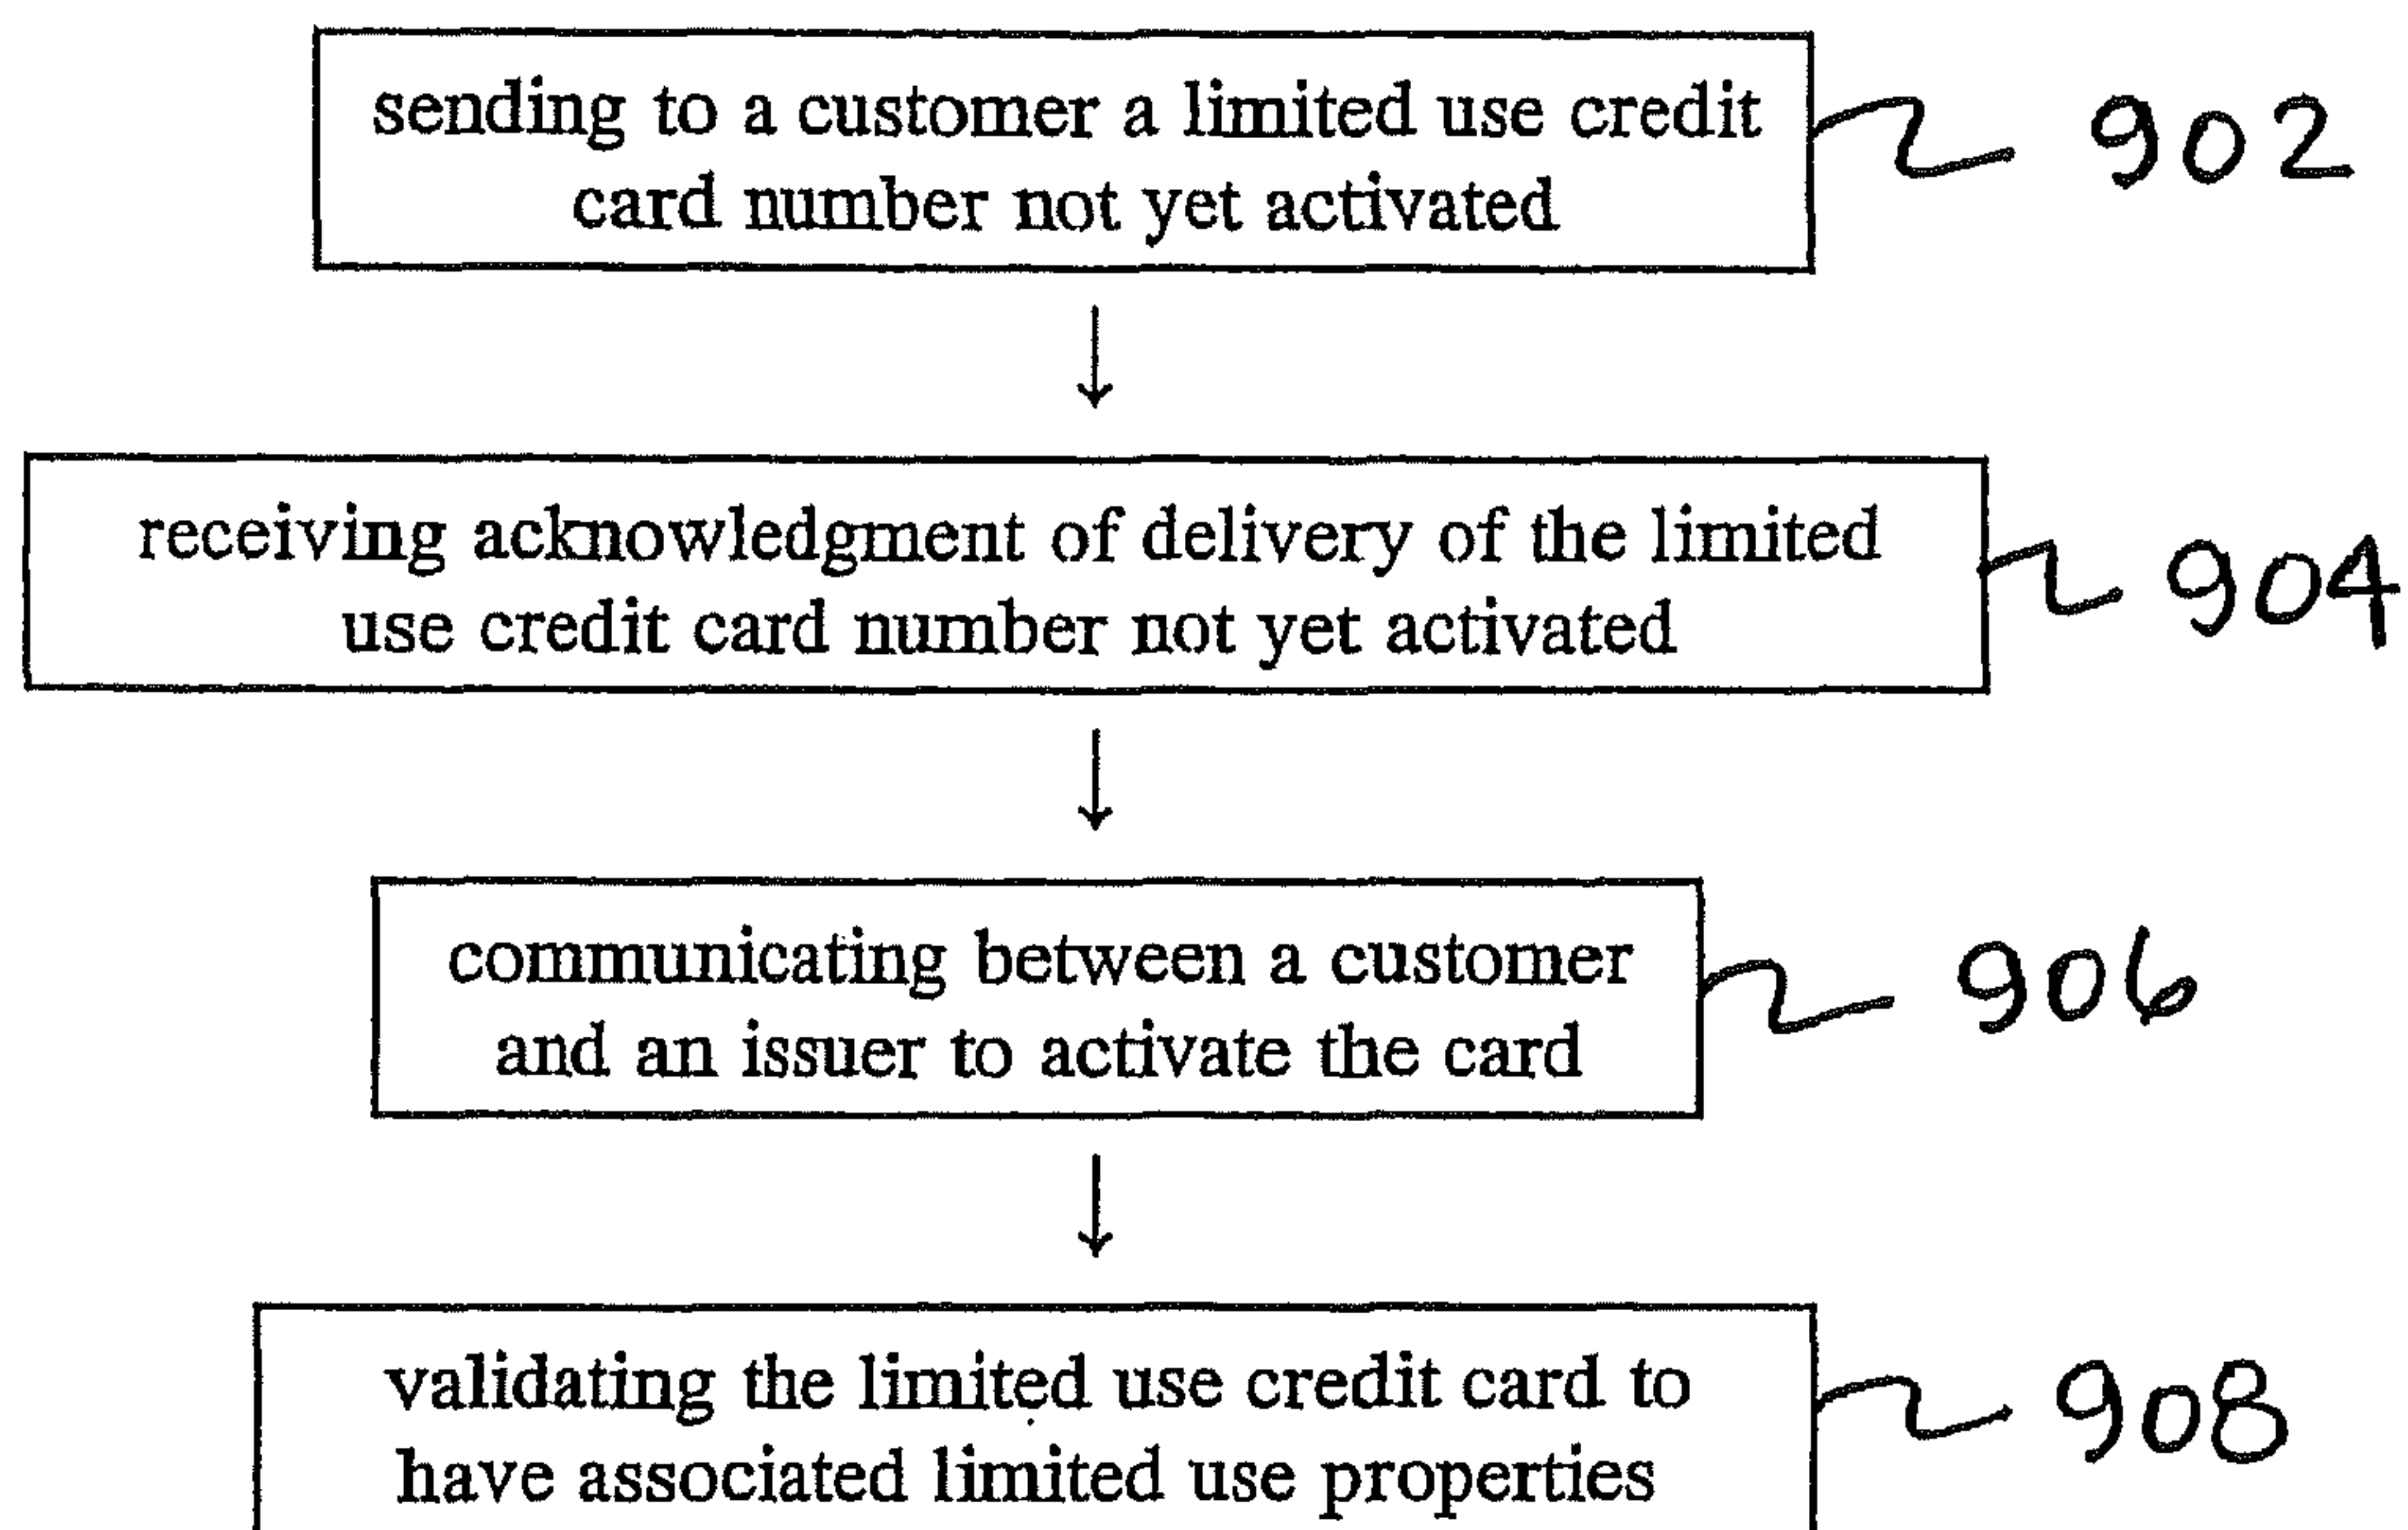 sending to a customer a limited use credit
card number not yet activated
902
receiving acknowledgment of delivery of the limited
use credit card number not yet activated
904
communicating between a customer
and an issuer to activate the card
906
validating the limited use credit card to
have associated limited use properties
908